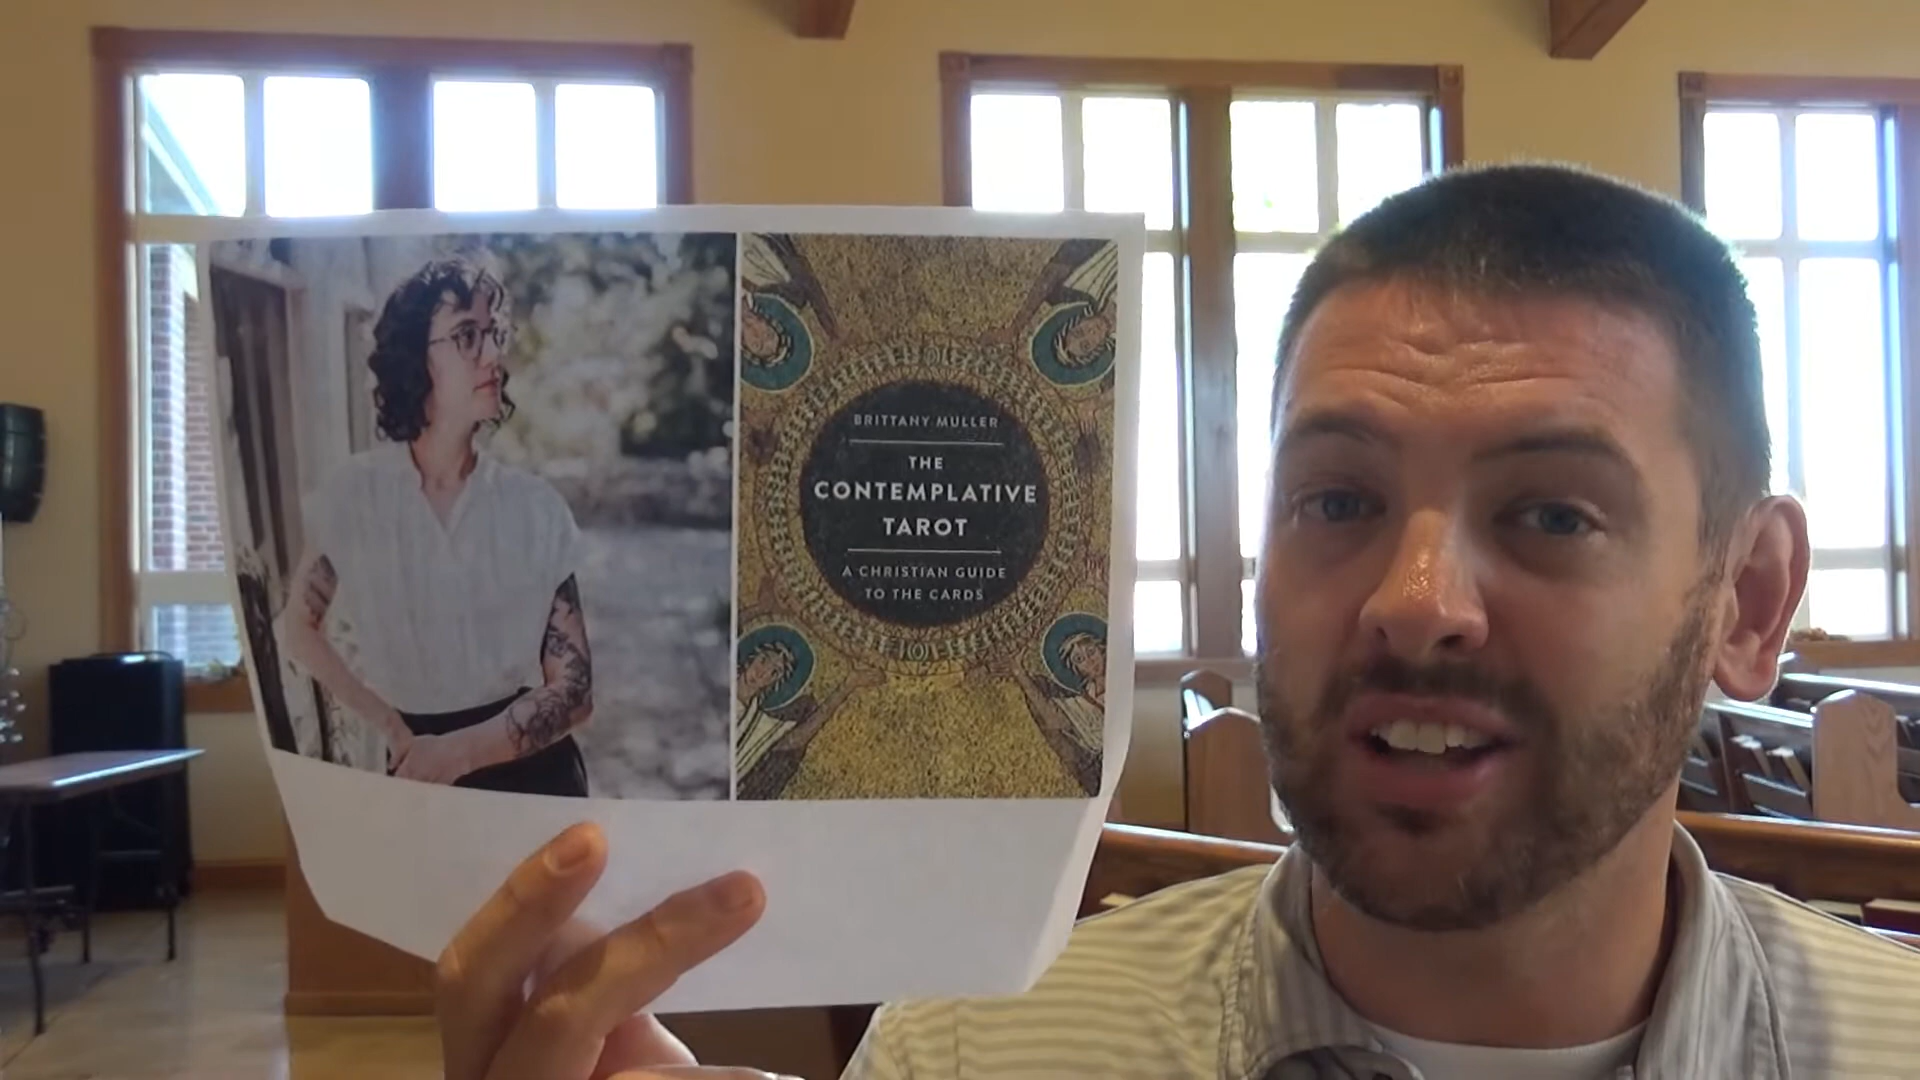 BRITTANY MULLER
THE
CONTEMPLATIVE
TAROT
A CHRISTIAN GUIDE
TO THE CARDS